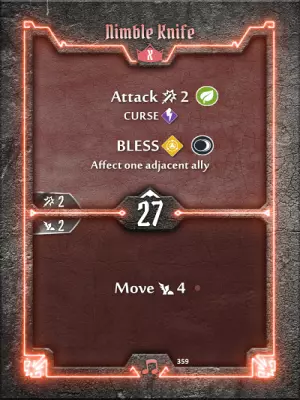 Nimble Knife
X
Attack 2
CURSE
BLESS
Affect one adjacent ally
2
27
2
Move 4
359